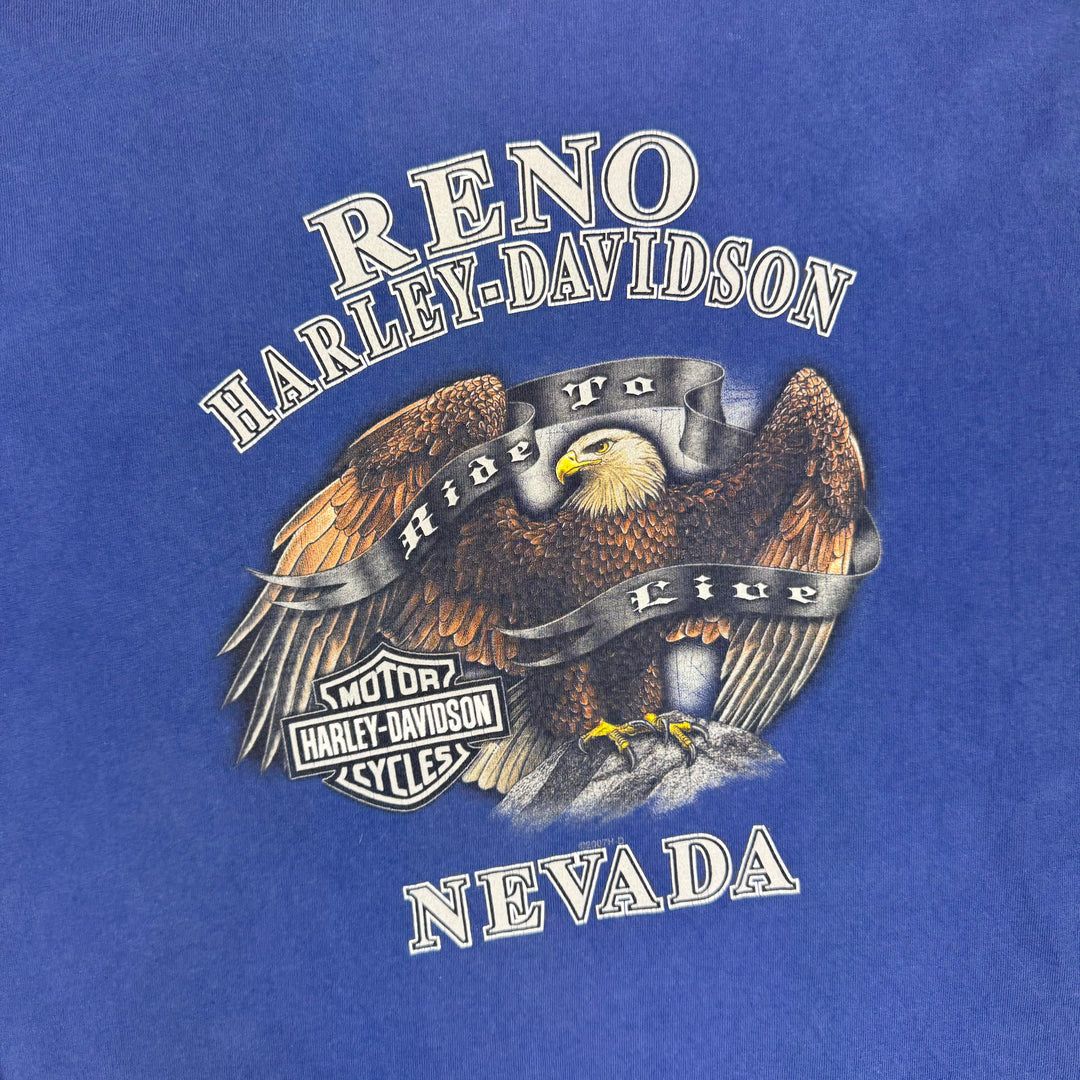 RENO
HARLEY-DAVIDSON
Ride To
Live
MOTOR
HARLEY-DAVIDSON
CYCLES
NEVADA